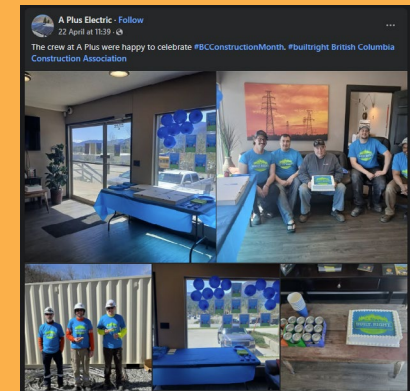 A Plus Electric · Follow
22 April at 11:39 ·
The crew at A Plus were happy to celebrate #BCConstructionMonth. #builtright British Columbia
Construction Association